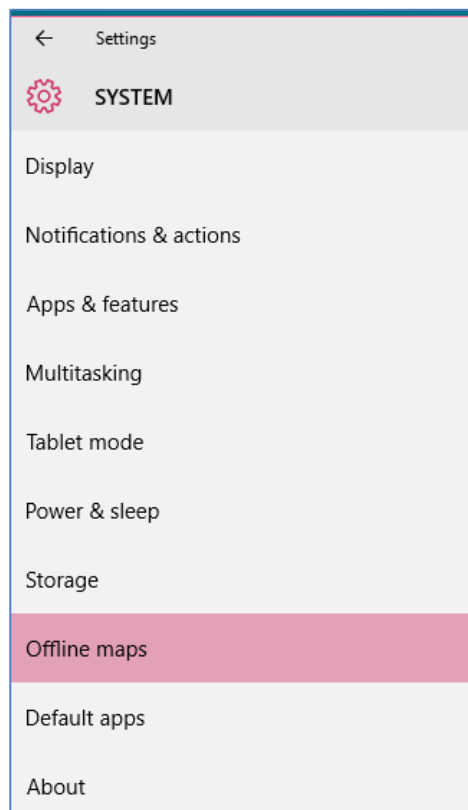 Settings
SYSTEM
Display
Notifications & actions
Apps & features
Multitasking
Tablet mode
Power & sleep
Storage
Offline maps
Default apps
About